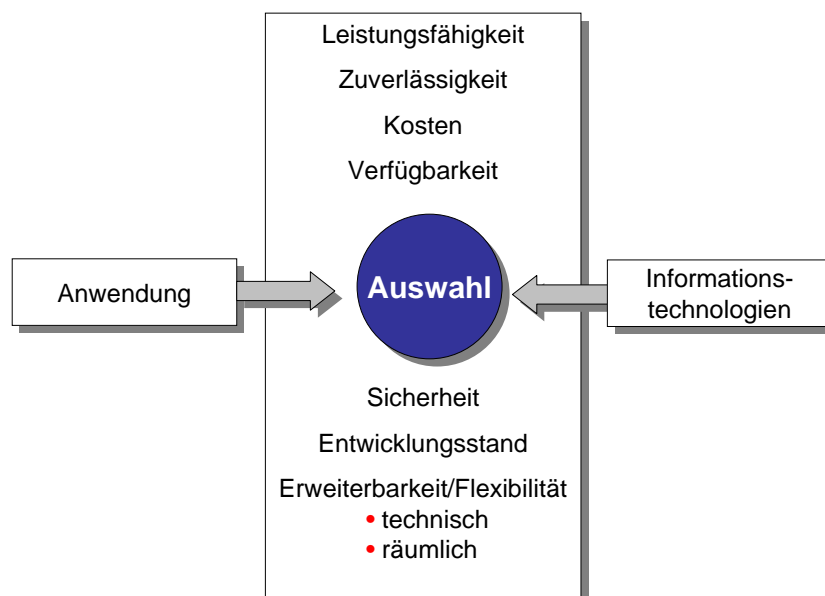 Leistungsfähigkeit
Zuverlässigkeit
Kosten
Verfügbarkeit
Anwendung
Auswahl
Informations-
technologien
Sicherheit
Entwicklungsstand
Erweiterbarkeit/Flexibilität
• technisch
• räumlich